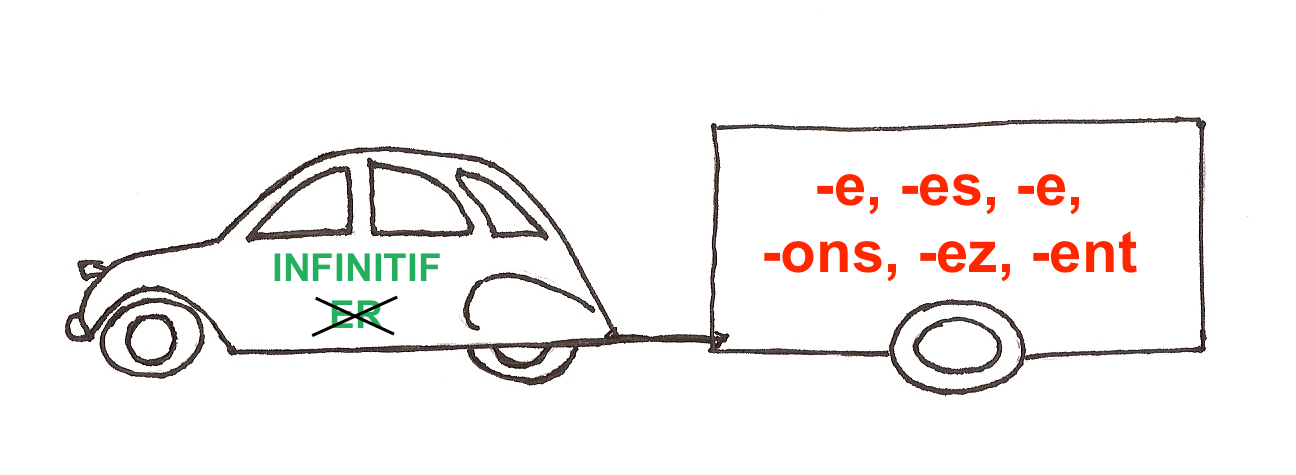 INFINITIF
ER
-e, -es, -e,
-ons, -ez, -ent